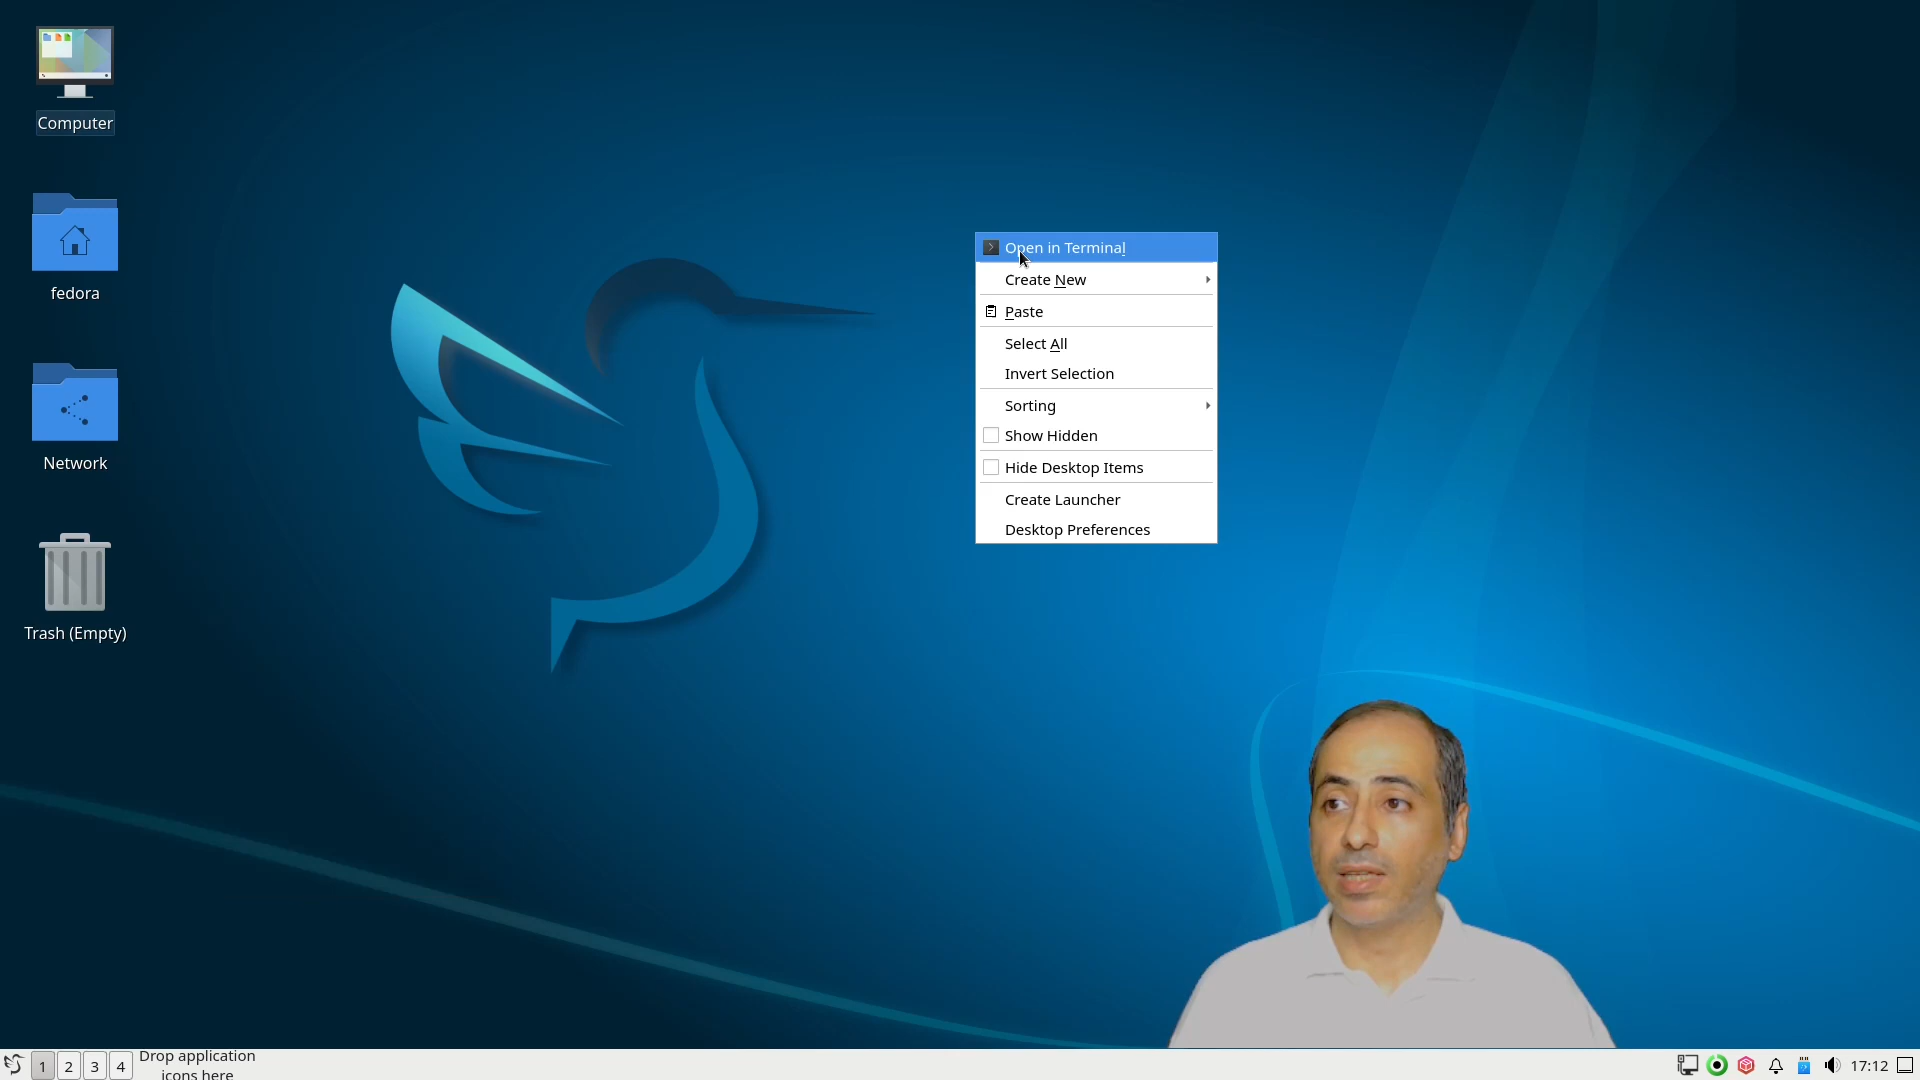 Computer
fedora
Network
Trash (Empty)
Open in Terminal
Create New
Paste
Select All
Invert Selection
Sorting
Show Hidden
Hide Desktop Items
Create Launcher
Desktop Preferences
1
2
3
4
Drop application
icons here
17:12